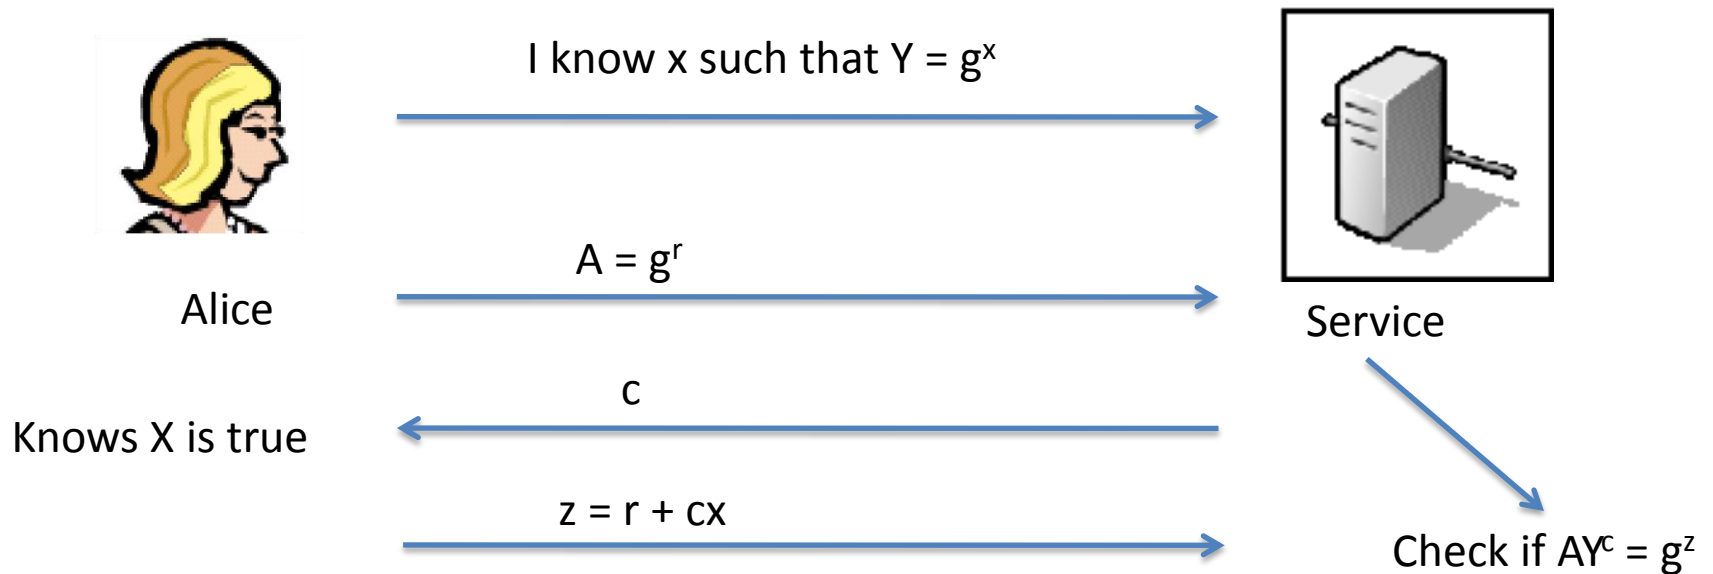 I know x such that Y = gˣ
A = gʳ
Alice
Service
c
Knows X is true
z = r + cx
Check if AYᶜ = gᶻ